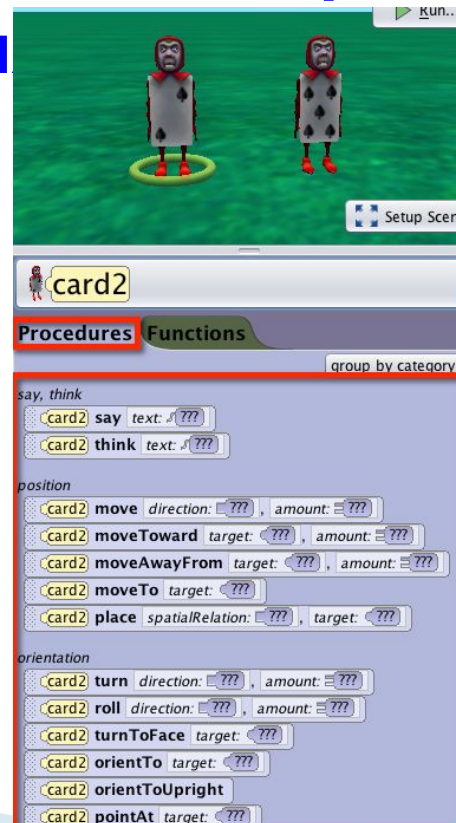 Run...
Setup Scen
card2
Procedures Functions
group by category
say, think
card2 say text: ???
card2 think text: ???
position
card2 move direction: ???, amount: ???
card2 moveToward target: ???, amount: ???
card2 moveAwayFrom target: ???, amount: ???
card2 moveTo target: ???
card2 place spatialRelation: ???, target: ???
orientation
card2 turn direction: ???, amount: ???
card2 roll direction: ???, amount: ???
card2 turnToFace target: ???
card2 orientTo target: ???
card2 orientToUpright
card2 pointAt target: ???